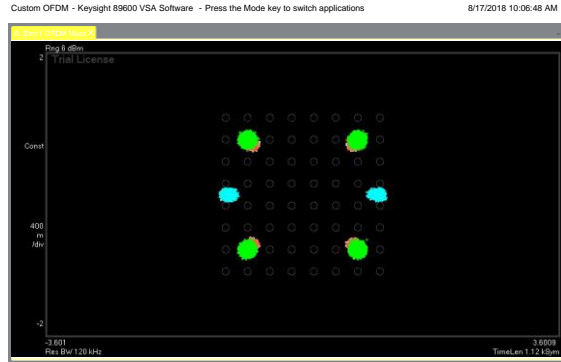 Custom OFDM - Keysight 89600 VSA Software - Press the Mode key to switch applications 8/17/2018 10:06:48 AM
Rng 6 dBm
2 Trial License
Const
400
m
/div
-2
-3.601 3.6009
Res BW 120 kHz TimeLen 1.12 kSym